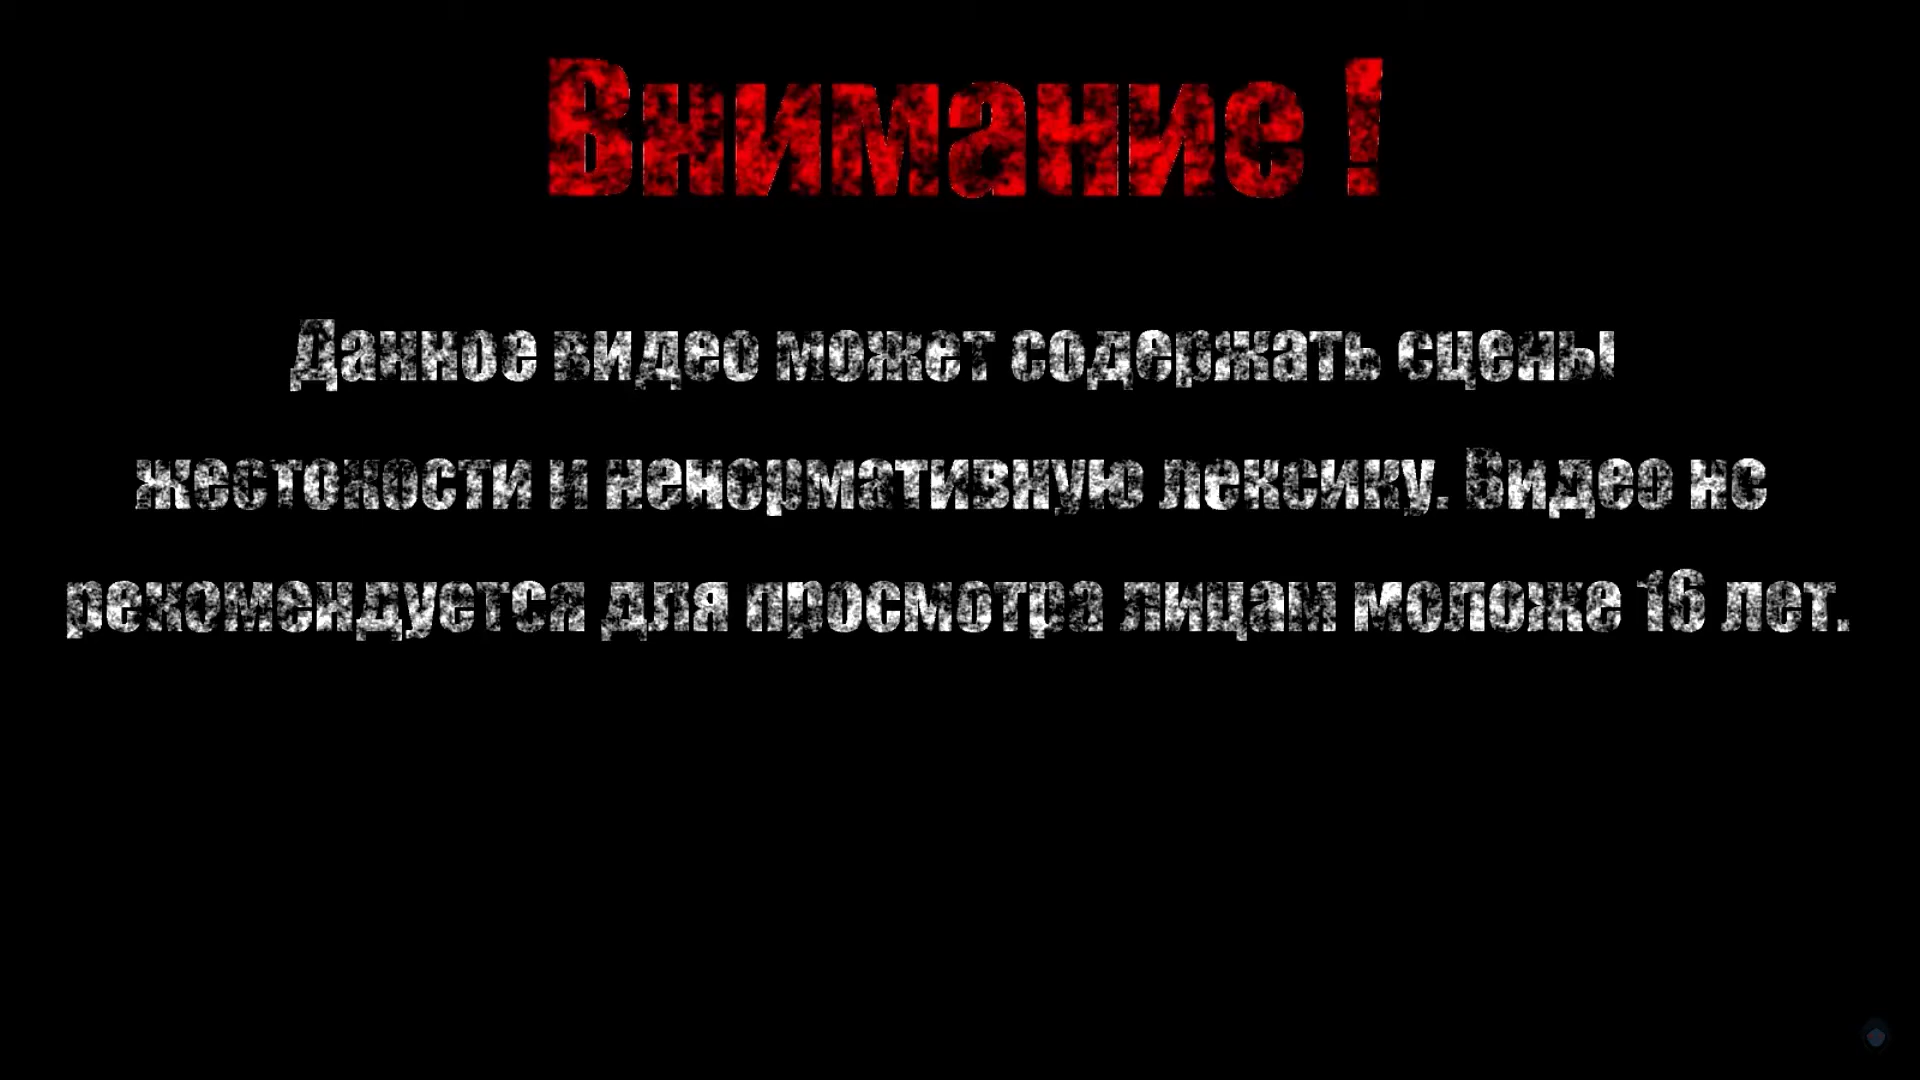 Внимание !
Данное видео может содержать сцены
жестокости и ненормативную лексику. Видео не
рекомендуется для просмотра лицам моложе 16 лет.